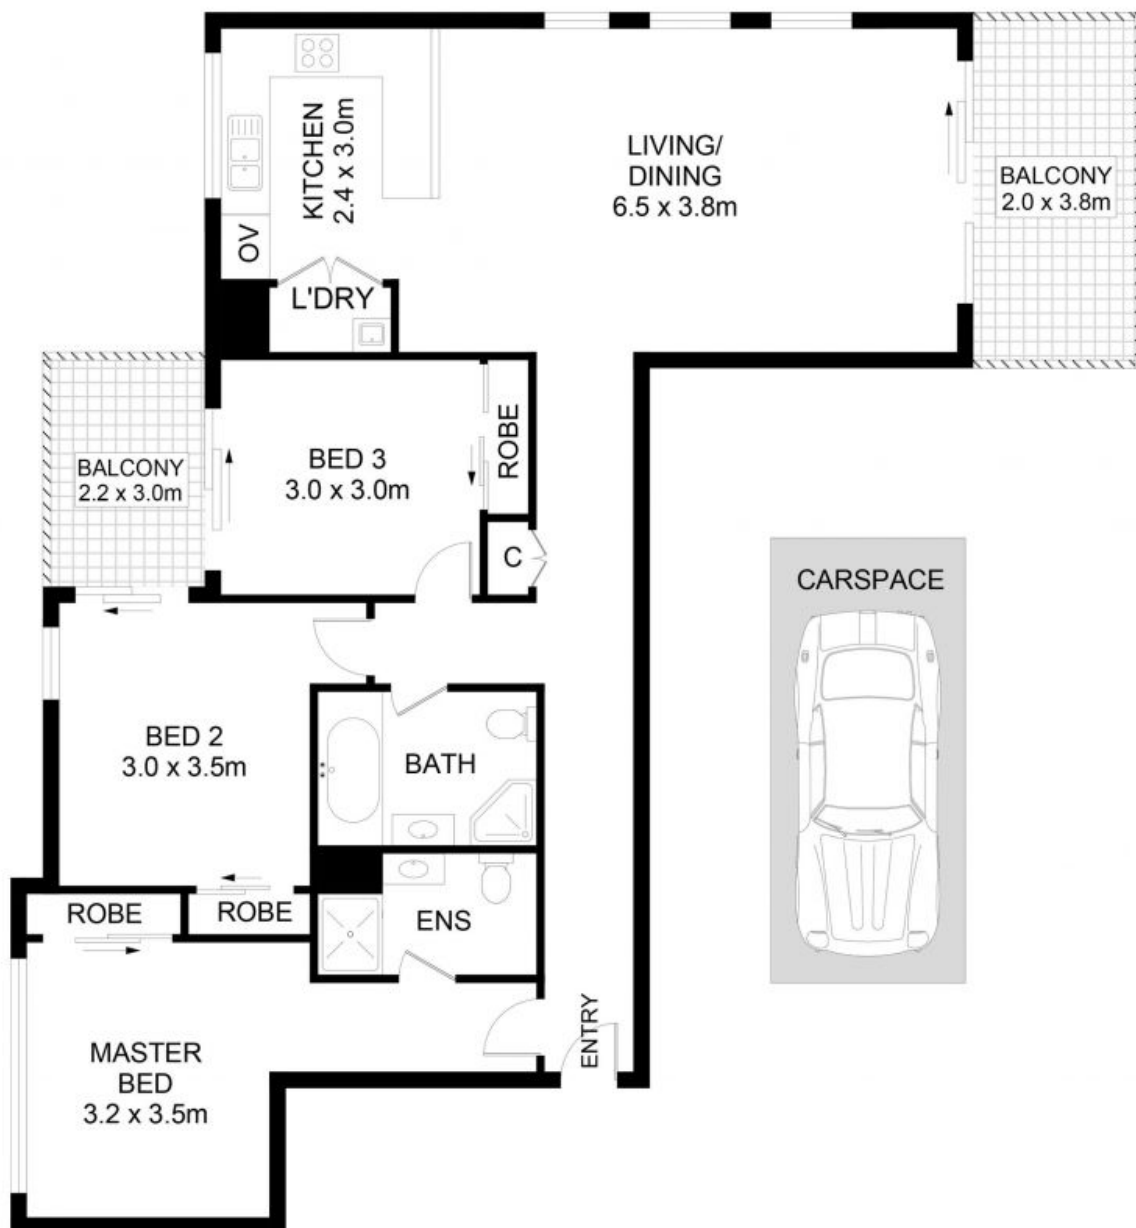 KITCHEN
2.4 x 3.0m
LIVING/
DINING
6.5 x 3.8m
BALCONY
2.0 x 3.8m
OV
L'DRY
BALCONY
2.2 x 3.0m
BED 3
3.0 x 3.0m
ROBE
C
CARSPACE
BED 2
3.0 x 3.5m
BATH
ROBE
ROBE
ENS
ENTRY
MASTER
BED
3.2 x 3.5m